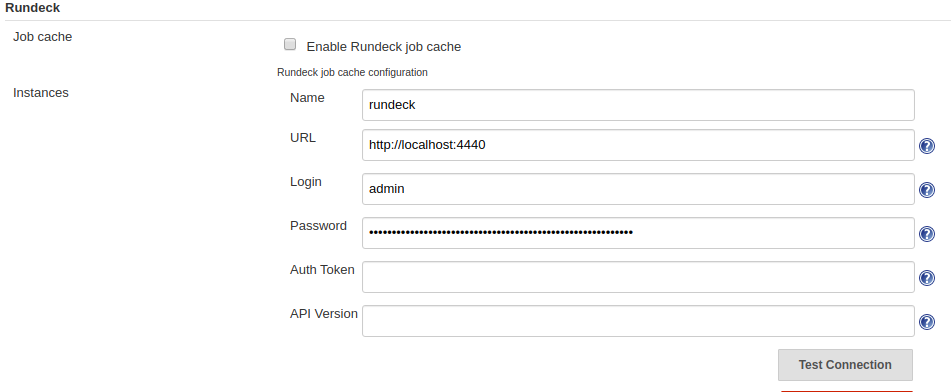 Rundeck
Job cache
Enable Rundeck job cache
Rundeck job cache configuration
Instances
Name
rundeck
URL
http://localhost:4440
Login
admin
Password
••••••••••••••••••••••••••••••••••••••••••••••••••••••••••
Auth Token
API Version
Test Connection